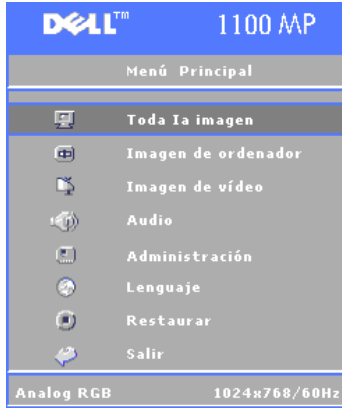 DELL™ 1100 MP
Menú Principal
Toda la imagen
Imagen de ordenador
Imagen de vídeo
Audio
Administración
Lenguaje
Restaurar
Salir
Analog RGB 1024x768/60Hz